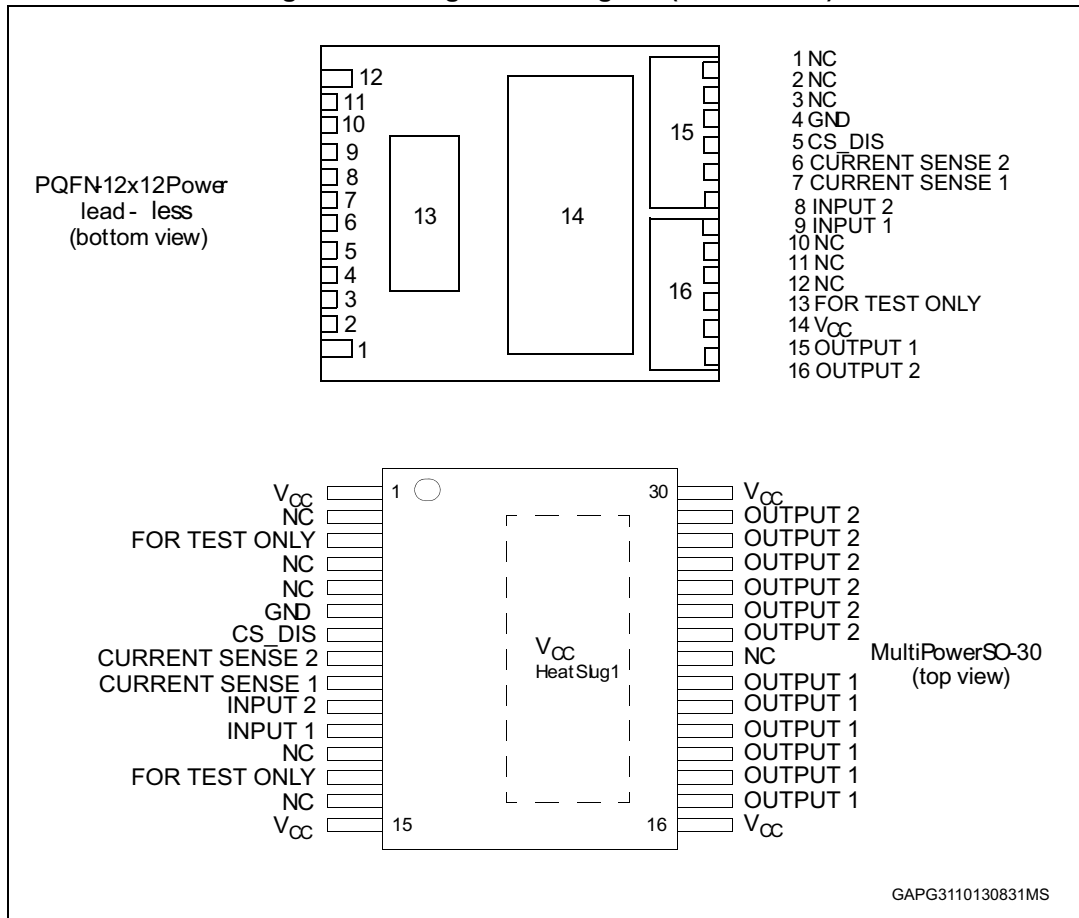 12
11
10
9
8
7
6
5
4
3
2
1
13
14
15
16
PQFN-12x12Power
lead - less
(bottom view)
1 NC
2 NC
3 NC
4 GND
5 CS_DIS
6 CURRENT SENSE 2
7 CURRENT SENSE 1
8 INPUT 2
9 INPUT 1
10 NC
11 NC
12 NC
13 FOR TEST ONLY
14 VCC
15 OUTPUT 1
16 OUTPUT 2
VCC
NC
FOR TEST ONLY
NC
NC
GND
CS_DIS
CURRENT SENSE 2
CURRENT SENSE 1
INPUT 2
INPUT 1
NC
FOR TEST ONLY
NC
VCC
1
15
VCC
HeatSlug1
30
16
VCC
OUTPUT 2
OUTPUT 2
OUTPUT 2
OUTPUT 2
OUTPUT 2
OUTPUT 2
NC
OUTPUT 1
OUTPUT 1
OUTPUT 1
OUTPUT 1
OUTPUT 1
OUTPUT 1
VCC
MultiPowerSO-30
(top view)
GAPG3110130831MS